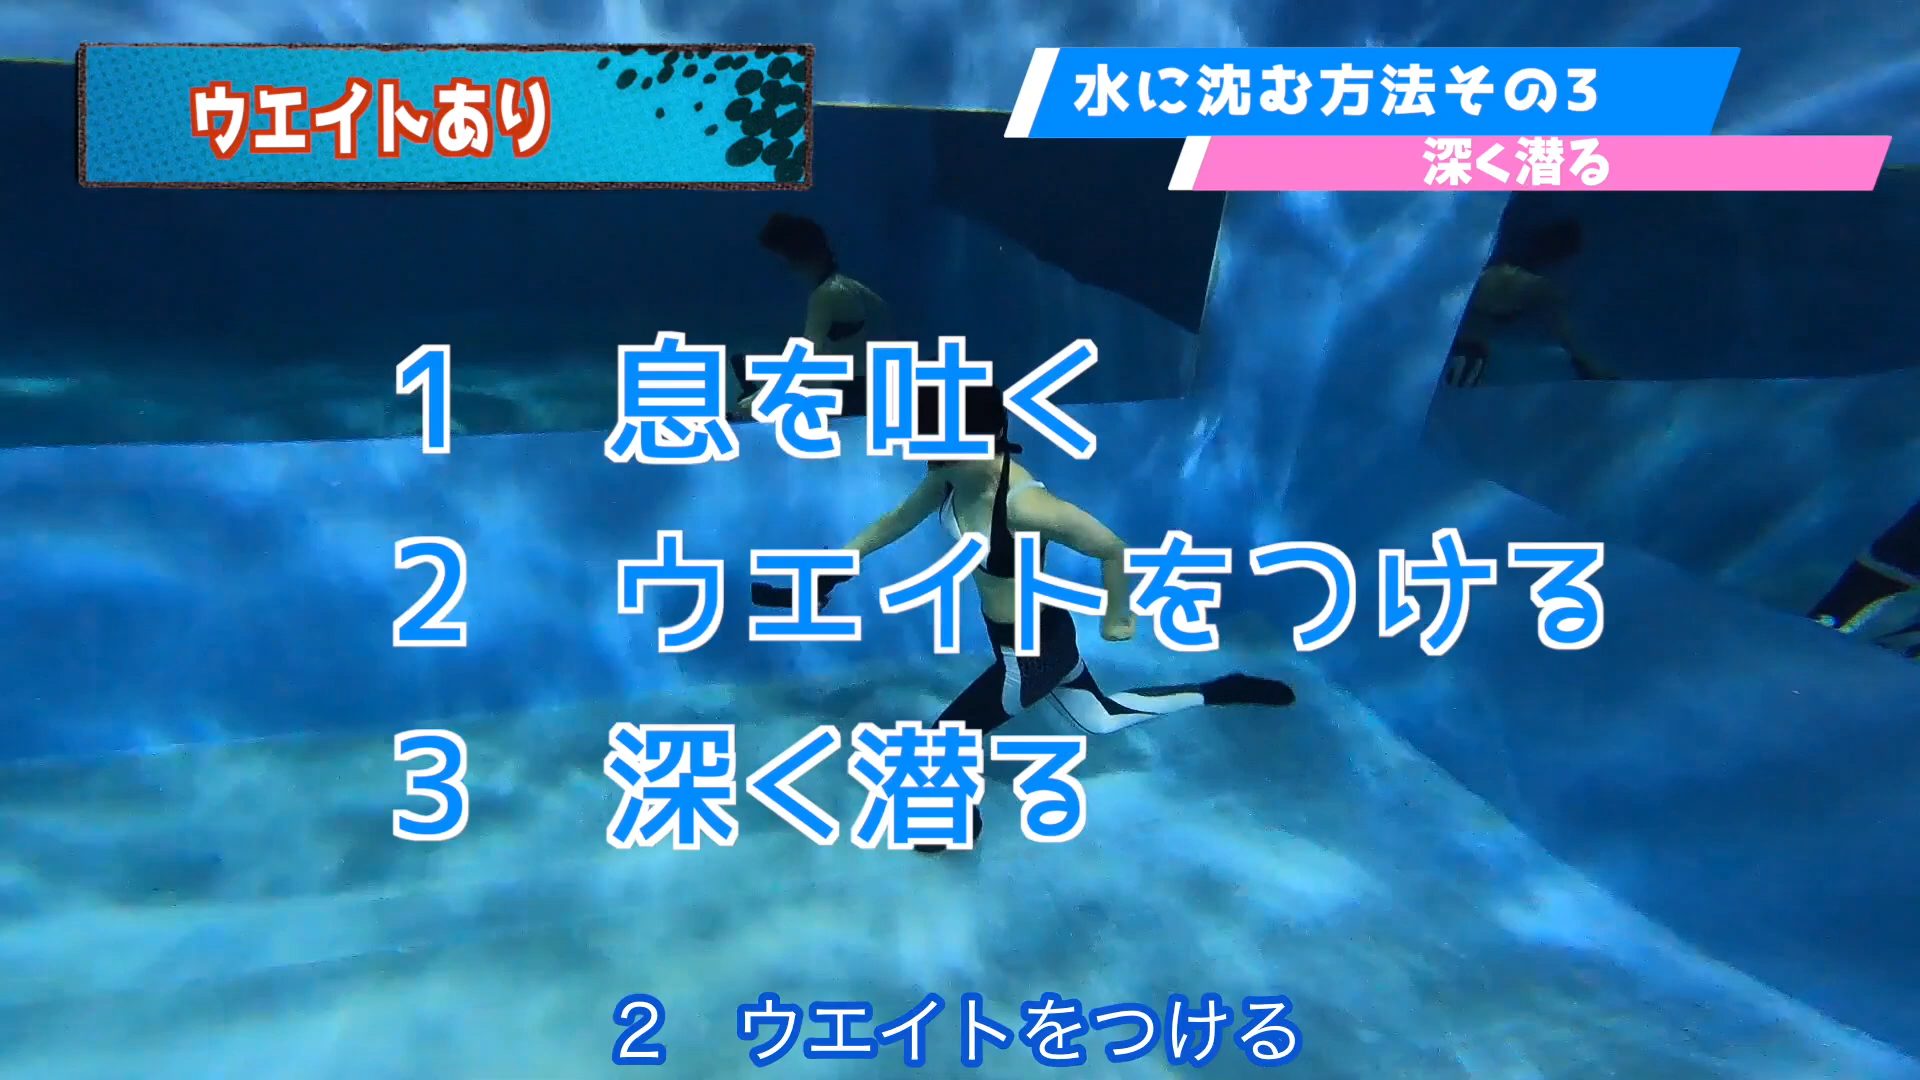 ウエイトあり
水に沈む方法その3
深く潜る
1　息を吐く
2　ウエイトをつける
3　深く潜る
2　ウエイトをつける